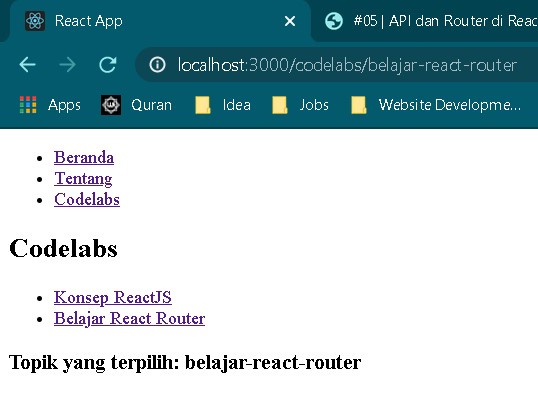 React App
#05 | API dan Router di Reac
localhost:3000/codelabs/belajar-react-router
Apps Quran Idea Jobs Website Developme...
Beranda
Tentang
Codelabs
Codelabs
Konsep ReactJS
Belajar React Router
Topik yang terpilih: belajar-react-router